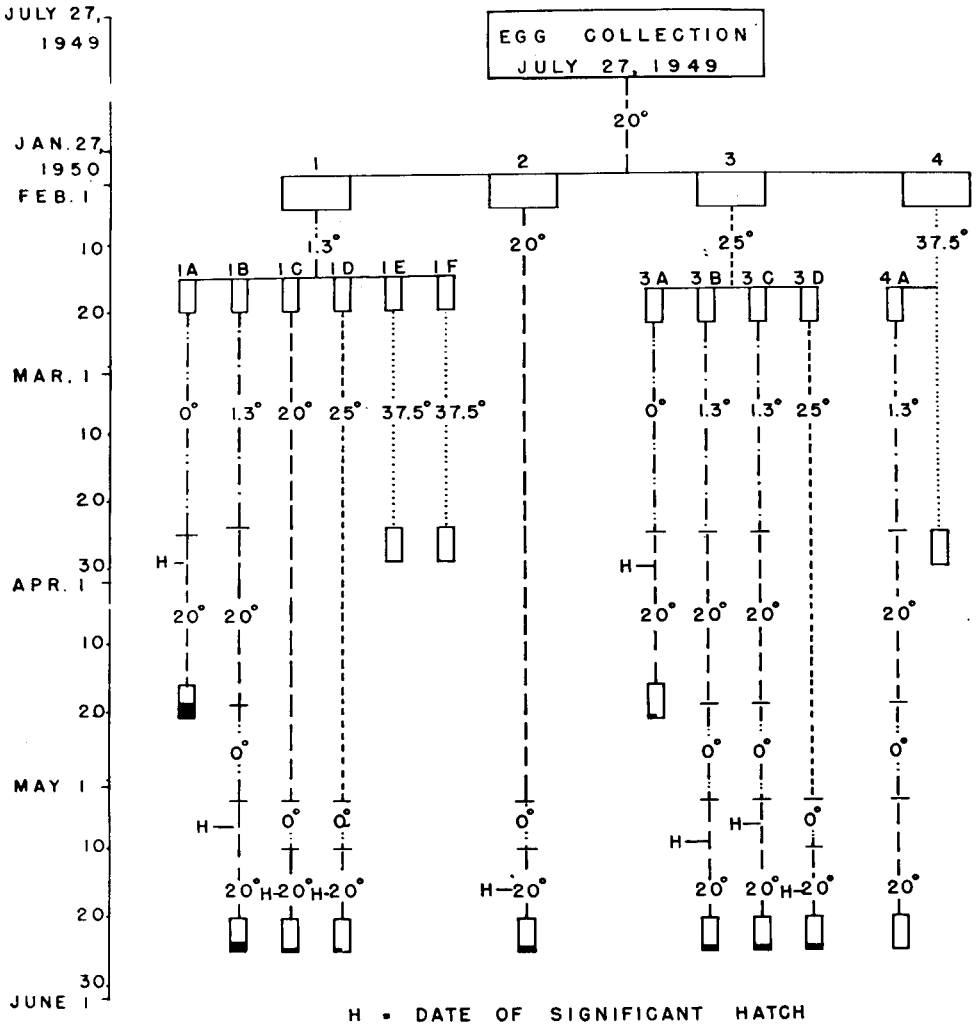 JULY 27, 1949
EGG COLLECTION
JULY 27, 1949
20°
JAN. 27, 1950
1 2 3 4
FEB. 1
1.3° 20° 25° 37.5°
10
1A 1B 1C 1D 1E 1F 3A 3B 3C 3D 4A
20
MAR. 1
0° 1.3° 20° 25° 37.5° 37.5° 0° 1.3° 1.3° 25° 1.3°
10
20
H H
30
APR. 1
20° 20° 20° 20° 20° 20°
10
20
0° 0° 0° 0°
MAY 1
H 0° 0° 0° H 0°
H
10
20° H-20° H-20° H-20° 20° 20° H-20° 20°
20
30
JUNE 1
H = DATE OF SIGNIFICANT HATCH